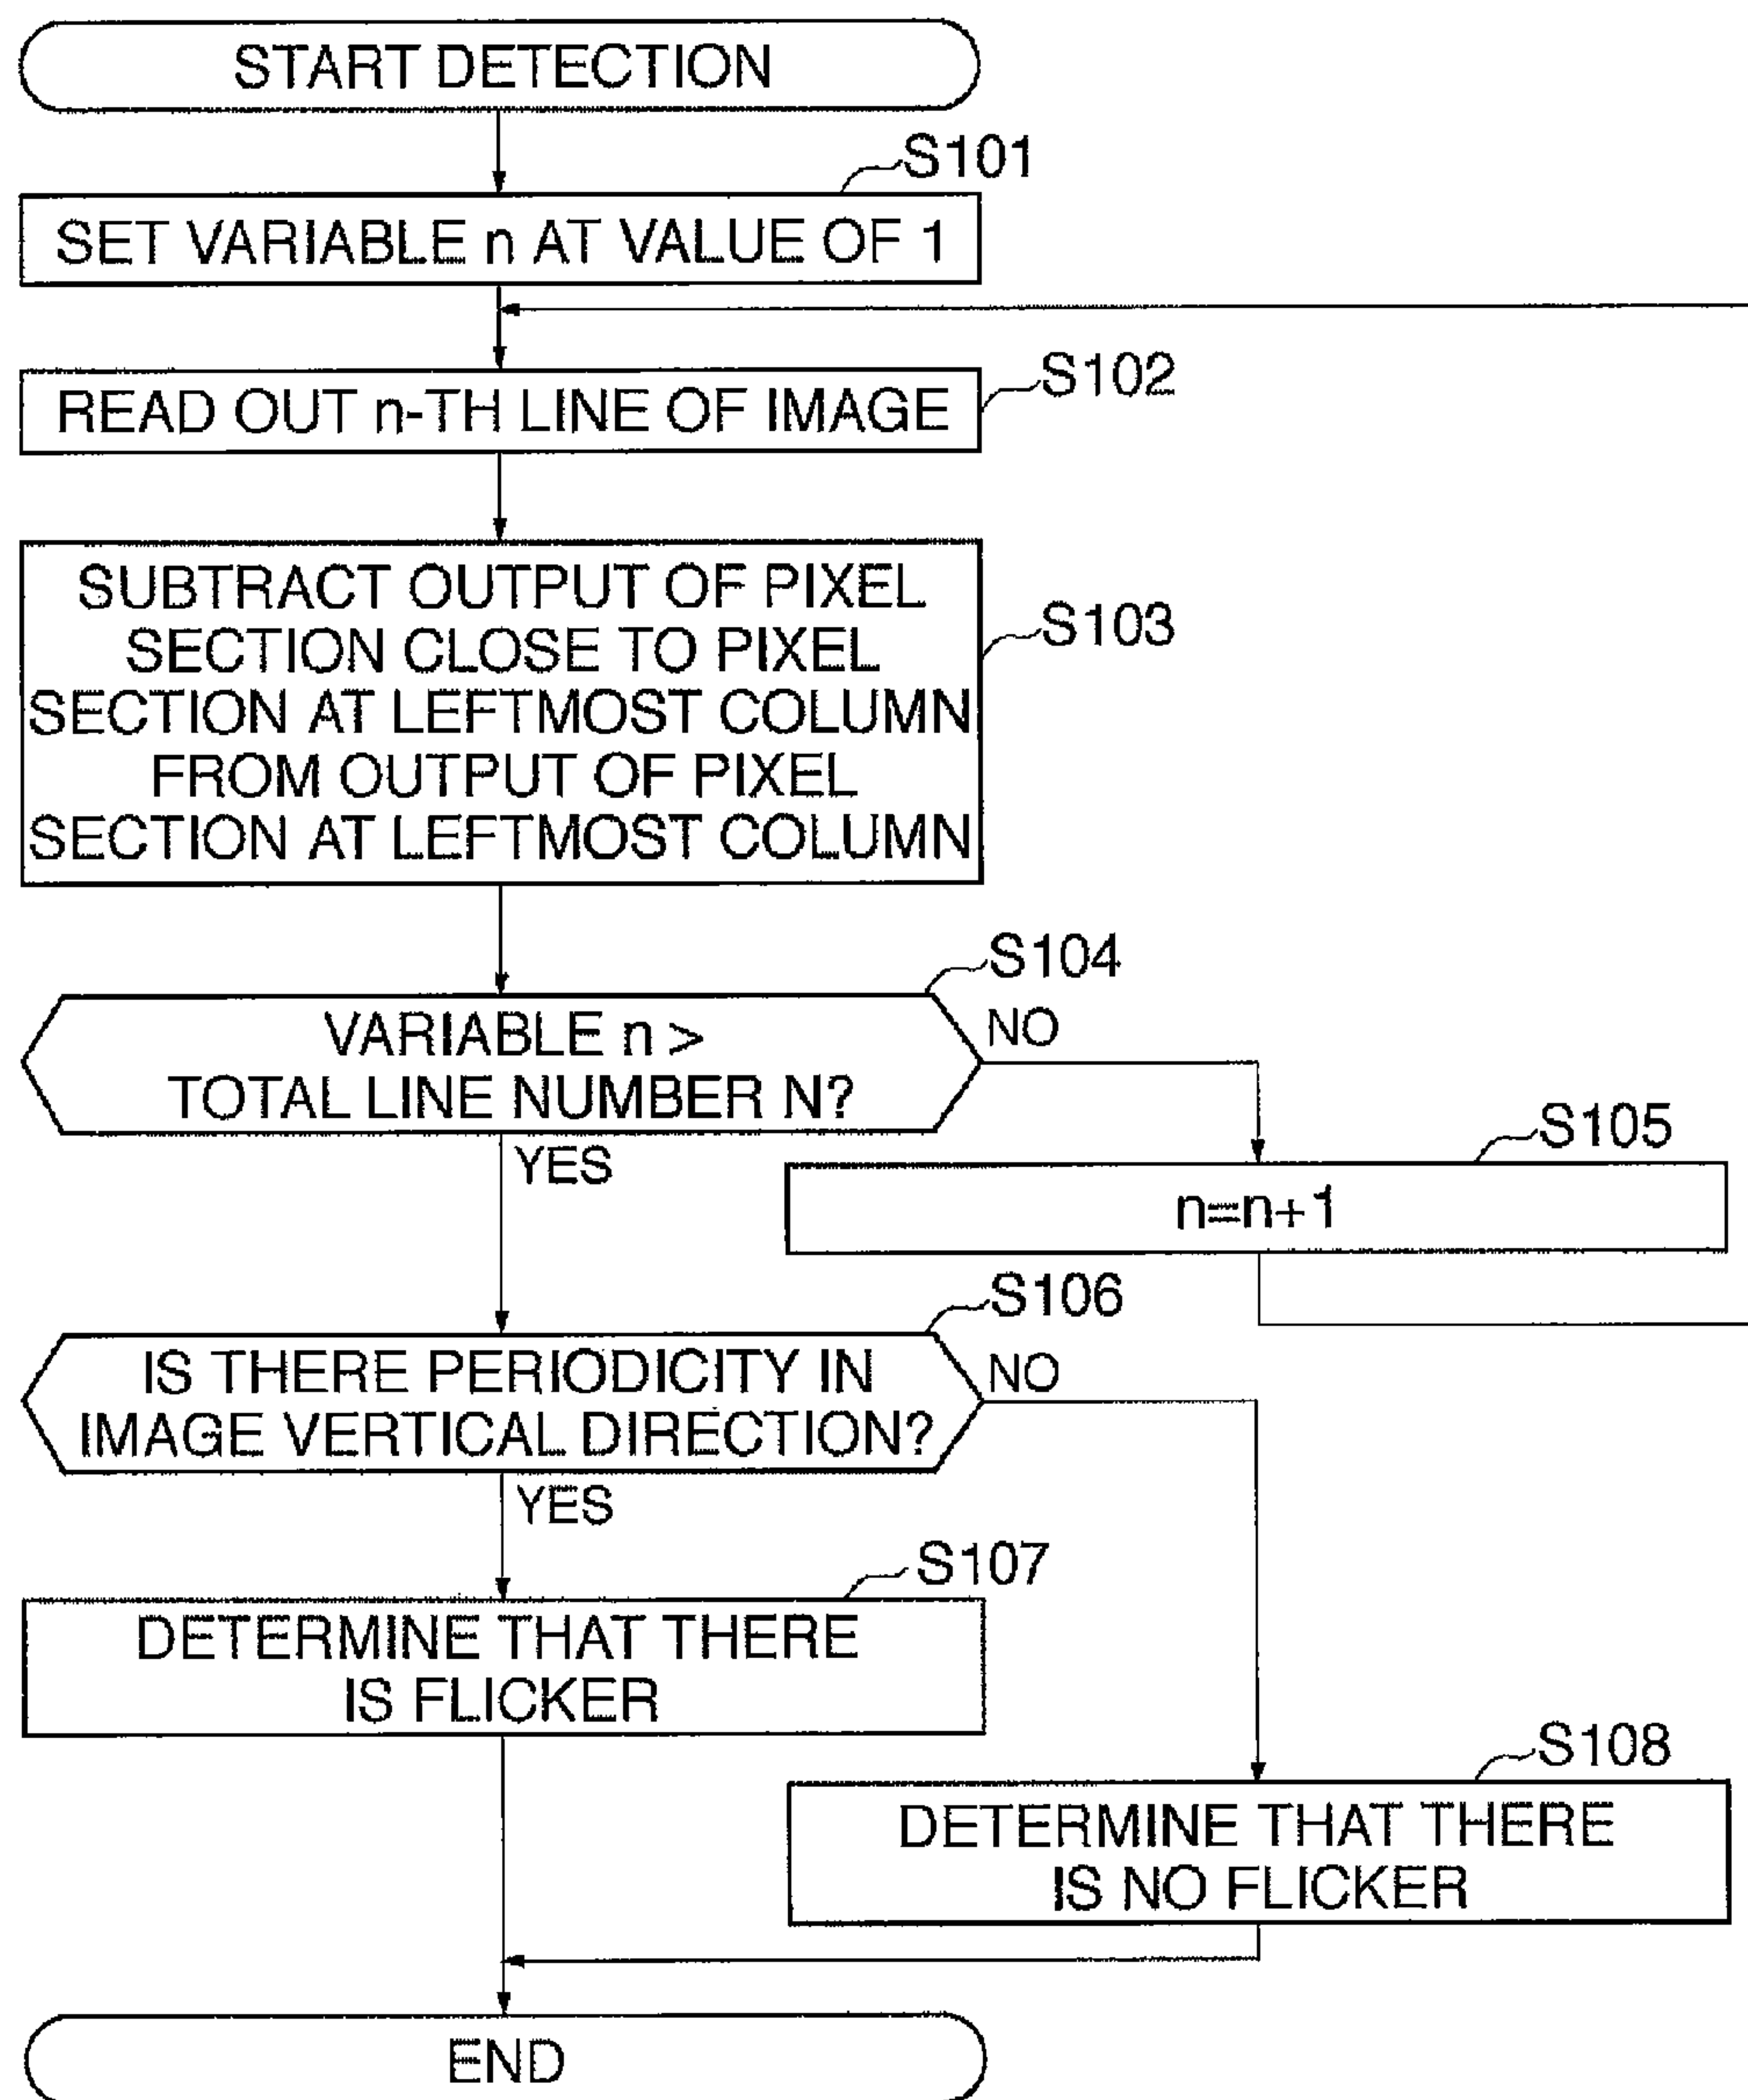 START DETECTION
S101
SET VARIABLE n AT VALUE OF 1
S102
READ OUT n-TH LINE OF IMAGE
S103
SUBTRACT OUTPUT OF PIXEL
SECTION CLOSE TO PIXEL
SECTION AT LEFTMOST COLUMN
FROM OUTPUT OF PIXEL
SECTION AT LEFTMOST COLUMN
S104
VARIABLE n >
TOTAL LINE NUMBER N?
NO
YES
S105
n=n+1
S106
IS THERE PERIODICITY IN
IMAGE VERTICAL DIRECTION?
NO
YES
S107
DETERMINE THAT THERE
IS FLICKER
S108
DETERMINE THAT THERE
IS NO FLICKER
END